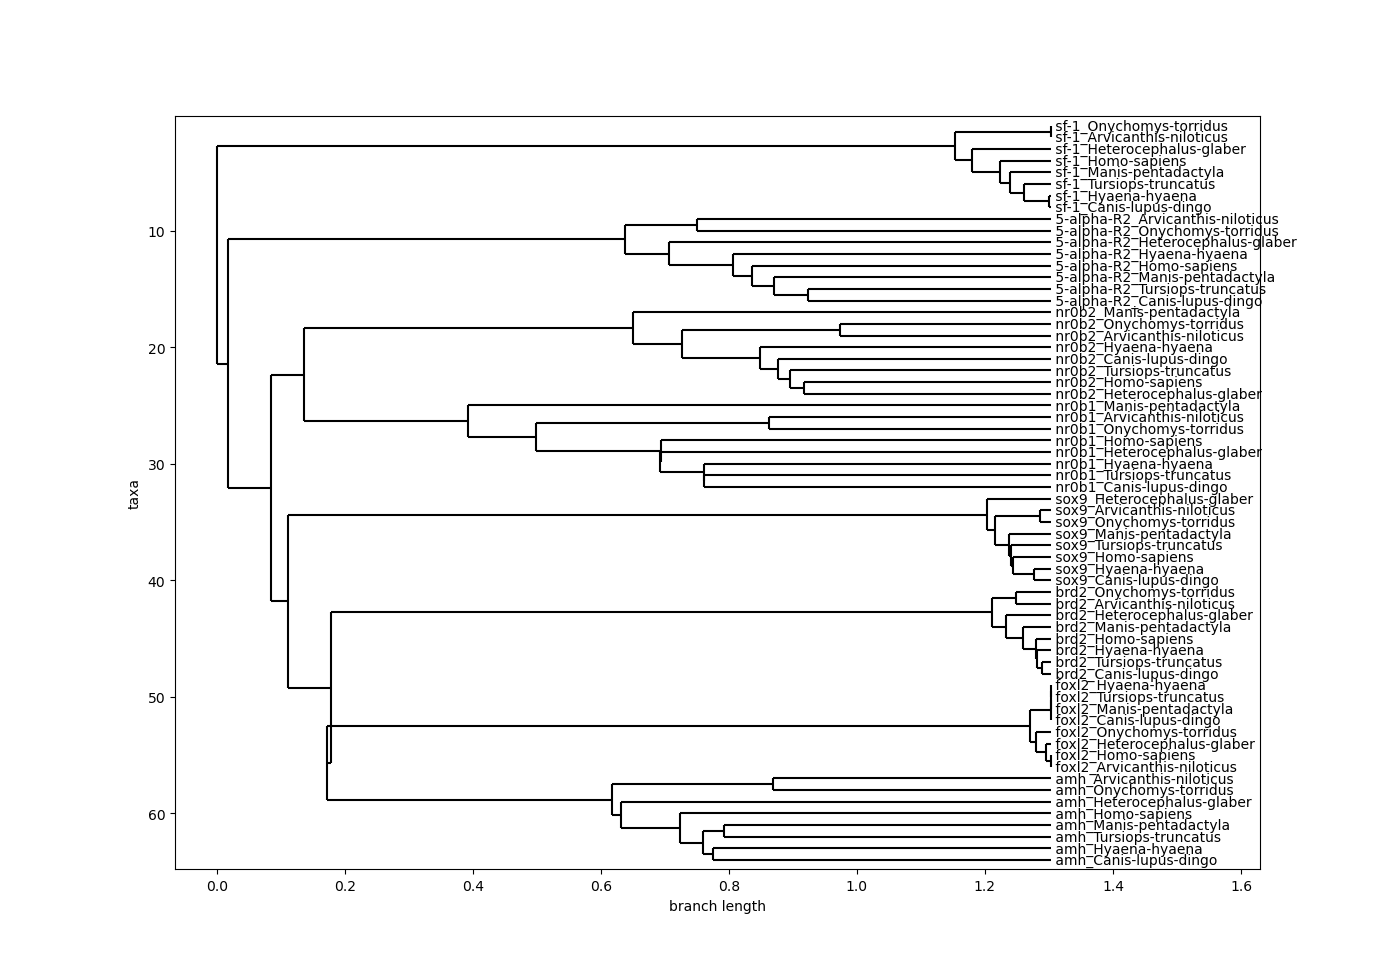 sf-1_Onychomys-torridus
sf-1_Arvicanthis-niloticus
sf-1_Heterocephalus-glaber
sf-1_Homo-sapiens
sf-1_Manis-pentadactyla
sf-1_Tursiops-truncatus
sf-1_Hyaena-hyaena
sf-1_Canis-lupus-dingo
5-alpha-R2_Arvicanthis-niloticus
5-alpha-R2_Onychomys-torridus
5-alpha-R2_Heterocephalus-glaber
5-alpha-R2_Hyaena-hyaena
5-alpha-R2_Homo-sapiens
5-alpha-R2_Manis-pentadactyla
5-alpha-R2_Tursiops-truncatus
5-alpha-R2_Canis-lupus-dingo
nr0b2_Manis-pentadactyla
nr0b2_Onychomys-torridus
nr0b2_Arvicanthis-niloticus
nr0b2_Hyaena-hyaena
nr0b2_Canis-lupus-dingo
nr0b2_Tursiops-truncatus
nr0b2_Homo-sapiens
nr0b2_Heterocephalus-glaber
nr0b1_Manis-pentadactyla
nr0b1_Arvicanthis-niloticus
nr0b1_Onychomys-torridus
nr0b1_Homo-sapiens
nr0b1_Heterocephalus-glaber
nr0b1_Hyaena-hyaena
nr0b1_Tursiops-truncatus
nr0b1_Canis-lupus-dingo
sox9_Heterocephalus-glaber
sox9_Arvicanthis-niloticus
sox9_Onychomys-torridus
sox9_Manis-pentadactyla
sox9_Tursiops-truncatus
sox9_Homo-sapiens
sox9_Hyaena-hyaena
sox9_Canis-lupus-dingo
brd2_Onychomys-torridus
brd2_Arvicanthis-niloticus
brd2_Heterocephalus-glaber
brd2_Manis-pentadactyla
brd2_Homo-sapiens
brd2_Hyaena-hyaena
brd2_Tursiops-truncatus
brd2_Canis-lupus-dingo
foxl2_Hyaena-hyaena
foxl2_Tursiops-truncatus
foxl2_Manis-pentadactyla
foxl2_Canis-lupus-dingo
foxl2_Onychomys-torridus
foxl2_Heterocephalus-glaber
foxl2_Homo-sapiens
foxl2_Arvicanthis-niloticus
amh_Arvicanthis-niloticus
amh_Onychomys-torridus
amh_Heterocephalus-glaber
amh_Homo-sapiens
amh_Manis-pentadactyla
amh_Tursiops-truncatus
amh_Hyaena-hyaena
amh_Canis-lupus-dingo
10
20
30
40
50
60
taxa
0.0 0.2 0.4 0.6 0.8 1.0 1.2 1.4 1.6
branch length